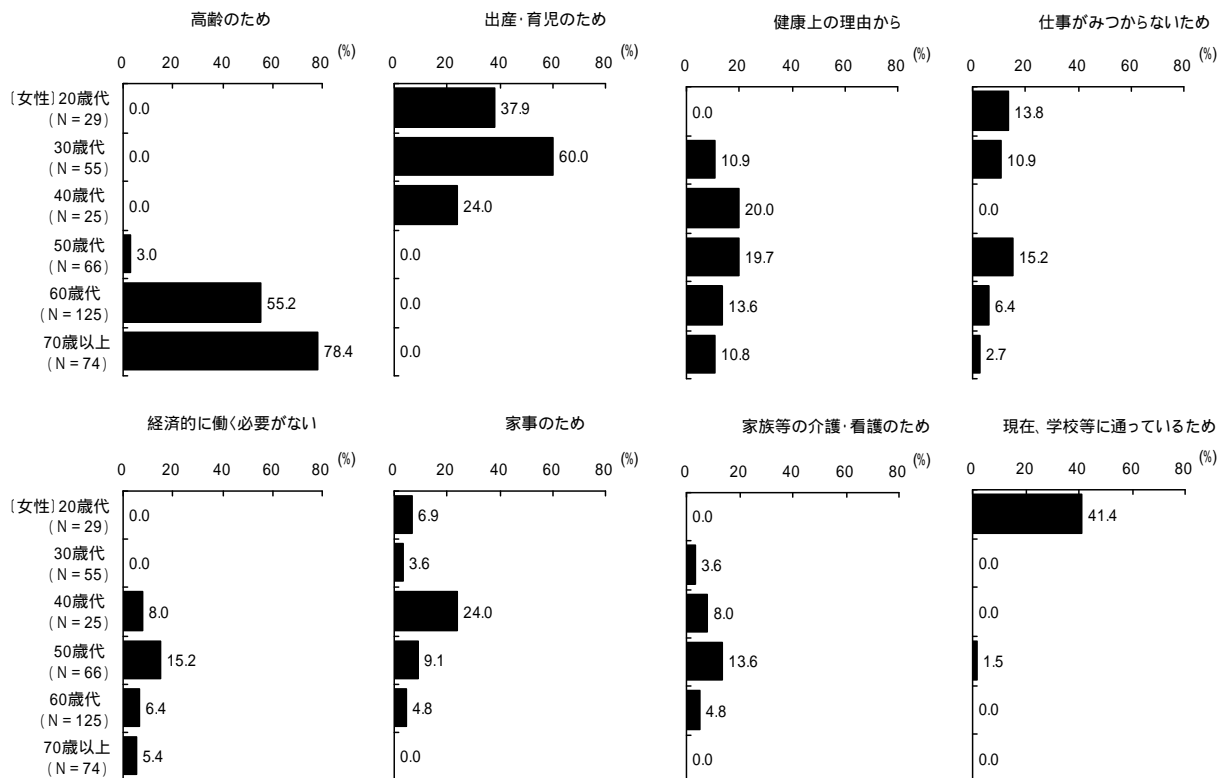 高齢のため 出産・育児のため 健康上の理由から 仕事がみつからないため
(%) (%) (%) (%)
0 20 40 60 80 0 20 40 60 80 0 20 40 60 80 0 20 40 60 80
〔女性〕20歳代 0.0 37.9 0.0 13.8
(N=29)
30歳代 0.0 60.0 10.9 10.9
(N=55)
40歳代 0.0 24.0 20.0 0.0
(N=25)
50歳代 3.0 0.0 19.7 15.2
(N=66)
60歳代 55.2 0.0 13.6 6.4
(N=125)
70歳以上 78.4 0.0 10.8 2.7
(N=74)
経済的に働く必要がない 家事のため 家族等の介護・看護のため 現在、学校等に通っているため
(%) (%) (%) (%)
0 20 40 60 80 0 20 40 60 80 0 20 40 60 80 0 20 40 60 80
〔女性〕20歳代 0.0 6.9 0.0 41.4
(N=29)
30歳代 0.0 3.6 3.6 0.0
(N=55)
40歳代 8.0 24.0 8.0 0.0
(N=25)
50歳代 15.2 9.1 13.6 1.5
(N=66)
60歳代 6.4 4.8 4.8 0.0
(N=125)
70歳以上 5.4 0.0 0.0 0.0
(N=74)